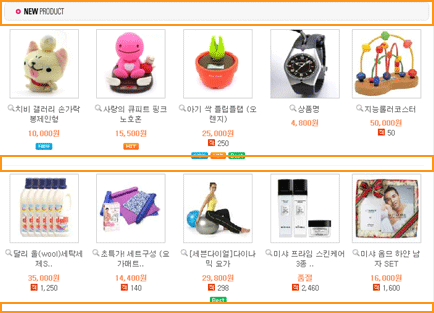 NEW PRODUCT
치비 갤러리 손가락 봉제인형
사랑의 큐피트 핑크 노호혼
아기 싹 플립플랩 (오렌지)
상품명
지능롤러코스터
10,000원
15,500원
25,000원
4,800원
50,000원
250
50
NEW
HIT
Best
달리 울(wool)세탁세제S..
초특가! 세트구성 (요가매트..
[세븐다이얼]다이나믹 요가
미샤 프라임 스킨케어 3종 ..
미샤 옴므 하얀 남자 SET
35,800원
14,400원
29,800원
품절
16,000원
1,250
140
298
2,460
1,600
Best